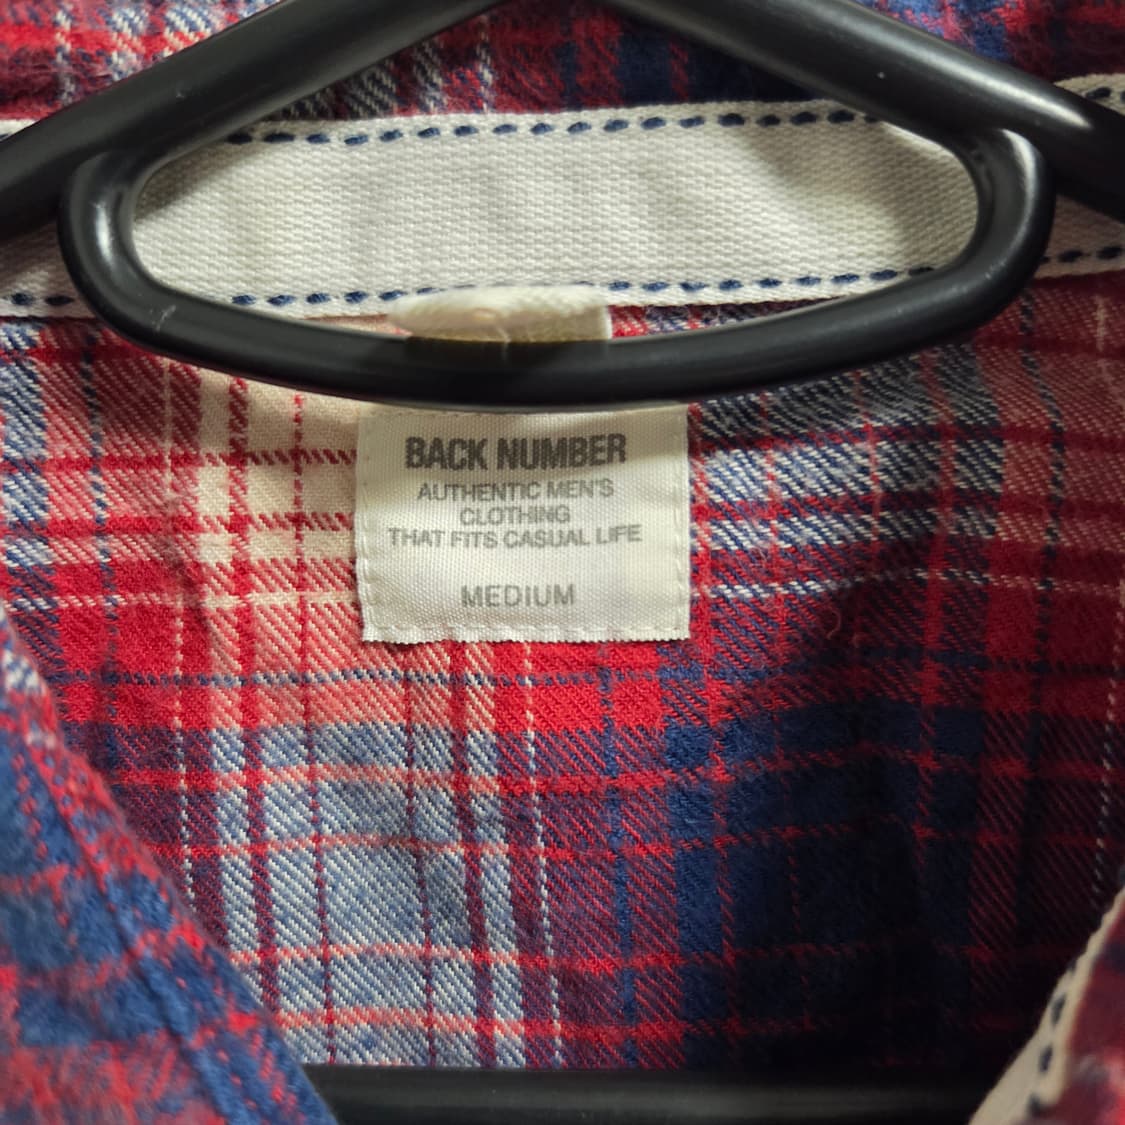 BACK NUMBER
AUTHENTIC MEN'S
CLOTHING
THAT FITS CASUAL LIFE
MEDIUM